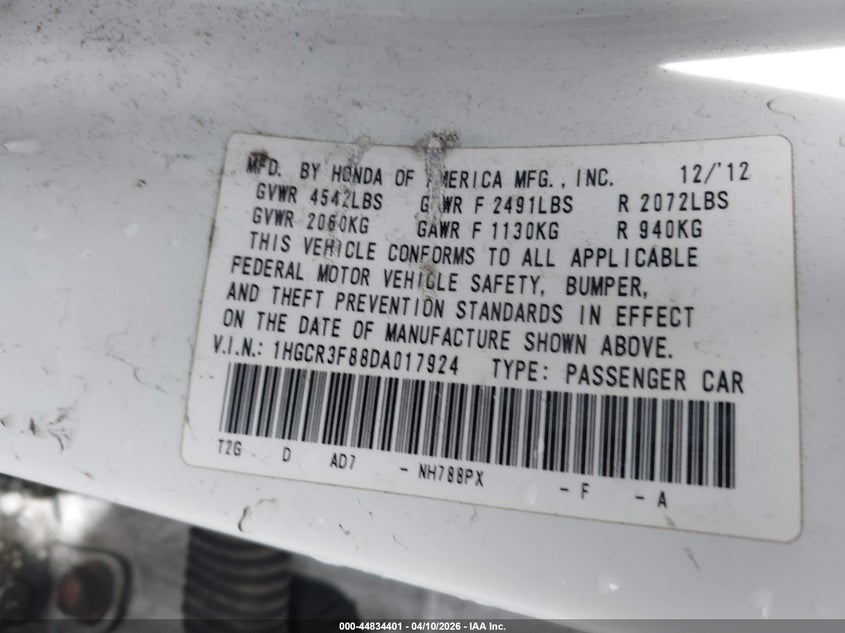 MFD. BY HONDA OF AMERICA MFG., INC. 12/'12
GVWR 4542LBS GAWR F 2491LBS R 2072LBS
GVWR 2060KG GAWR F 1130KG R 940KG
THIS VEHICLE CONFORMS TO ALL APPLICABLE
FEDERAL MOTOR VEHICLE SAFETY, BUMPER,
AND THEFT PREVENTION STANDARDS IN EFFECT
ON THE DATE OF MANUFACTURE SHOWN ABOVE.
V.I.N.: 1HGCR3F88DA017924 TYPE: PASSENGER CAR
T2G D AD7 - NH788PX - F - A
000-44834401 - 04/10/2026 - IAA Inc.